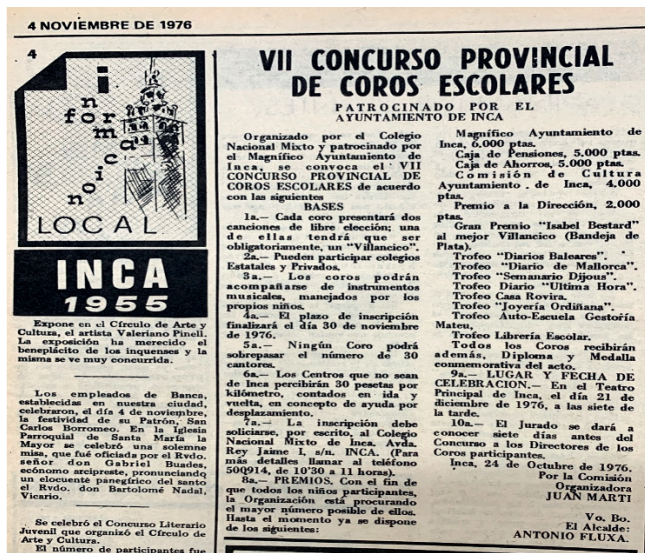 4 NOVIEMBRE DE 1976
4
información
LOCAL
INCA
1955
Expone en el Círculo de Arte y
Cultura, el artista Valeriano Pinell.
La exposición ha merecido el
beneplácito de los inquenses y la
misma se ve muy concurrida.
Los empleados de Banca,
establecidas en nuestra ciudad,
celebraron, el día 4 de noviembre,
la festividad de su Patrón, San
Carlos Borromeo. En la Iglesia
Parroquial de Santa María la
Mayor se celebró una solemne
misa, que fué oficiada por el Rvdo.
señor don Gabriel Buades,
ecónomo arcipreste, pronunciando
un elocuente panegírico del santo
el Rvdo. don Bartolomé Nadal,
Vicario.
Se celebró el Concurso Literario
Juvenil que organizó el Círculo de
Arte y Cultura.
El número de participantes fue
VII CONCURSO PROVINCIAL
DE COROS ESCOLARES
PATROCINADO POR EL
AYUNTAMIENTO DE INCA
Organizado por el Colegio
Nacional Mixto y patrocinado por
el Magnífico Ayuntamiento de
Inca, se convoca el VII
CONCURSO PROVINCIAL DE
COROS ESCOLARES de acuerdo
con las siguientes
BASES
1a.— Cada coro presentará dos
canciones de libre elección; una
de ellas tendrá que ser
obligatoriamente, un "Villancico".
2a.— Pueden participar colegios
Estatales y Privados.
3a.— Los coros podrán
acompañarse de instrumentos
musicales, manejados por los
propios niños.
4a.— El plazo de inscripción
finalizará el día 30 de noviembre
de 1976.
5a.— Ningún Coro podrá
sobrepasar el número de 30
cantores.
6a.— Los Centros que no sean
de Inca percibirán 30 pesetas por
kilómetro, contados en ida y
vuelta, en concepto de ayuda por
desplazamiento.
7a.— La inscripción debe
soliciarse, por escrito, al Colegio
Nacional Mixto de Inca. Avda.
Rey Jaime I, s/n. INCA. (Para
más detalles llamar al teléfono
500914, de 10'30 a 11 horas).
8a.— PREMIOS. Con el fin de
que todos los niños participantes,
la Organización está procurando
el mayor número posible de ellos.
Hasta el momento ya se dispone
de los siguientes:
Magnífico Ayuntamiento de
Inca, 6.000 ptas.
Caja de Pensiones, 5.000 ptas.
Caja de Ahorros, 5.000 ptas.
Comisión de Cultura
Ayuntamiento . de Inca, 4.000
ptas.
Premio a la Dirección, 2.000
ptas.
Gran Premio "Isabel Bestard"
al mejor Villancico (Bandeja de
Plata).
Trofeo "Diarios Baleares".
Trofeo "Diario de Mallorca".
Trofeo "Semanario Dijous".
Trofeo Diario "Ultima Hora".
Trofeo Casa Rovira.
Trofeo "Joyería Ordiñana".
Trofeo Auto-Escuela Gestoría
Mateu,
Trofeo Librería Escolar.
Todos los Coros recibirán
además, Diploma y Medalla
conmemorativa del acto.
9a.— LUGAR Y FECHA DE
CELEBRACION.— En el Teatro
Principal de Inca, el día 21 de
diciembre de 1976, a las siete de
la tarde.
10a.— El Jurado se dará a
conocer siete días antes del
Concurso a los Directores de los
Coros participantes.
Inca, 24 de Octubre de 1976.
Por la Comisión
Organizadora
JUAN MARTI
Vo. Bo.
El Alcalde:
ANTONIO FLUXA.